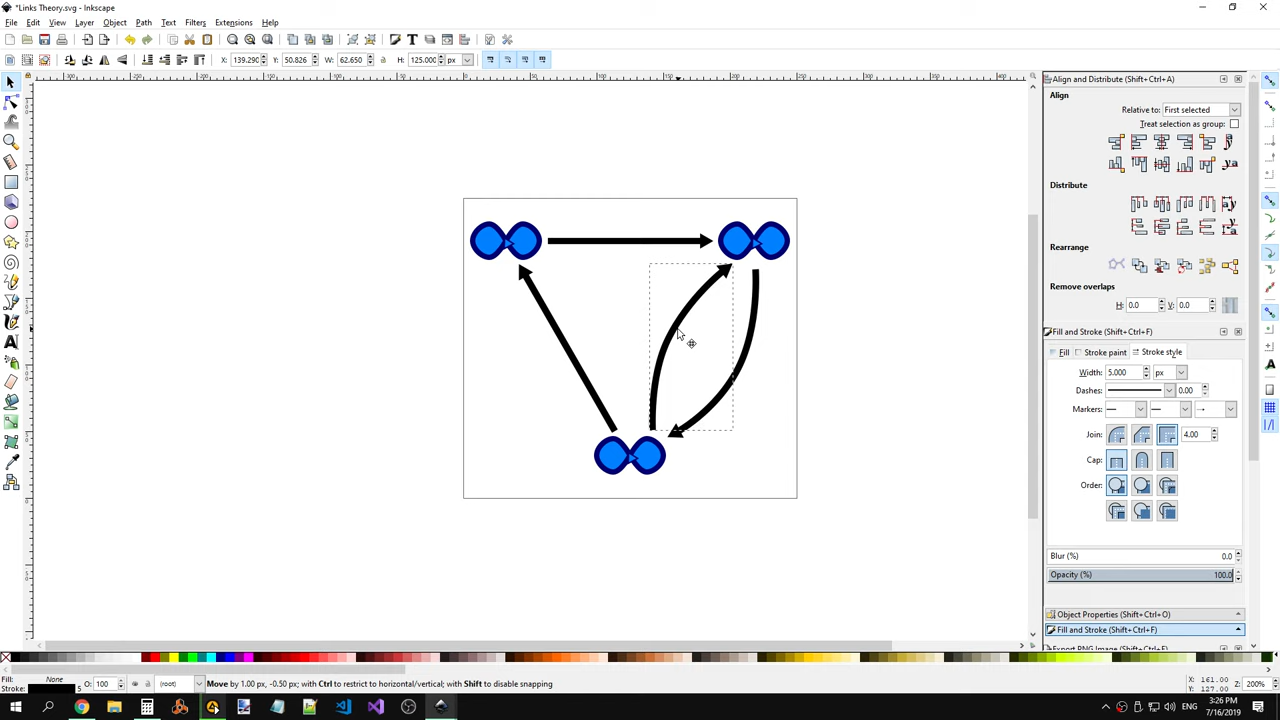 *Links Theory.svg - Inkscape
File Edit View Layer Object Path Text Filters Extensions Help
X: 139.290 Y: 50.826 W: 62.650 H: 125.000 px
Align and Distribute (Shift+Ctrl+A)
Align
Relative to: First selected
Treat selection as group:
Distribute
Rearrange
Remove overlaps
H: 0.0 V: 0.0
Fill and Stroke (Shift+Ctrl+F)
Fill Stroke paint Stroke style
Width: 5.000 px
Dashes: 0.00
Markers:
Join: 4.00
Cap:
Order:
Blur (%) 0.0
Opacity (%) 100.0
Object Properties (Shift+Ctrl+O)
Fill and Stroke (Shift+Ctrl+F)
Fill: None
Stroke: 5 O: 100 (root) Move by 1.00 px, -0.50 px; with Ctrl to restrict to horizontal/vertical; with Shift to disable snapping
X: 161.00
Y: 127.00
Z: 200%
3:26 PM
7/16/2019